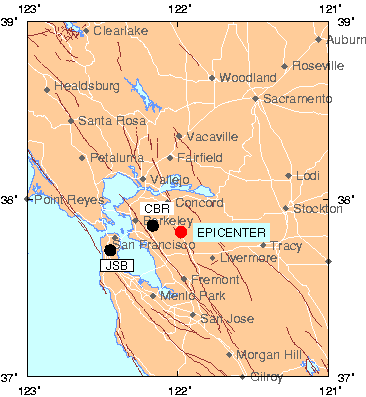 123° 122° 121°
39° 39°
Clearlake
Auburn
Roseville
Woodland
Headlsburg
Sacramento
Santa Rosa
Vacaville
Petaluma Fairfield
Vallejo Lodi
38° Point Reyes Concord 38°
CBR Stockton
Berkeley
EPICENTER
San Francisco Tracy
JSB Livermore
Fremont
Menlo Park
San Jose
Morgan Hill
Gilroy
37° 37°
123° 122° 121°